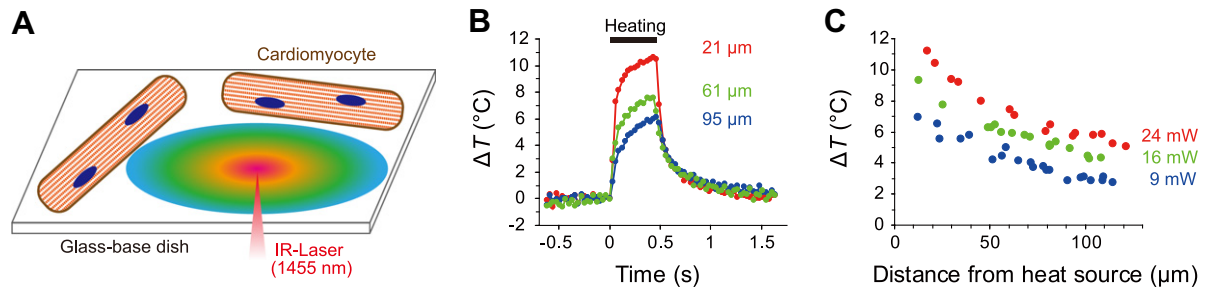 A
Cardiomyocyte
Glass-base dish
IR-Laser
(1455 nm)
B
Heating
12
10
8
6
4
2
0
-2
ΔT (°C)
21 µm
61 µm
95 µm
-0.5
0
0.5
1
1.5
Time (s)
C
12
10
8
6
4
2
0
ΔT (°C)
24 mW
16 mW
9 mW
0
50
100
Distance from heat source (µm)